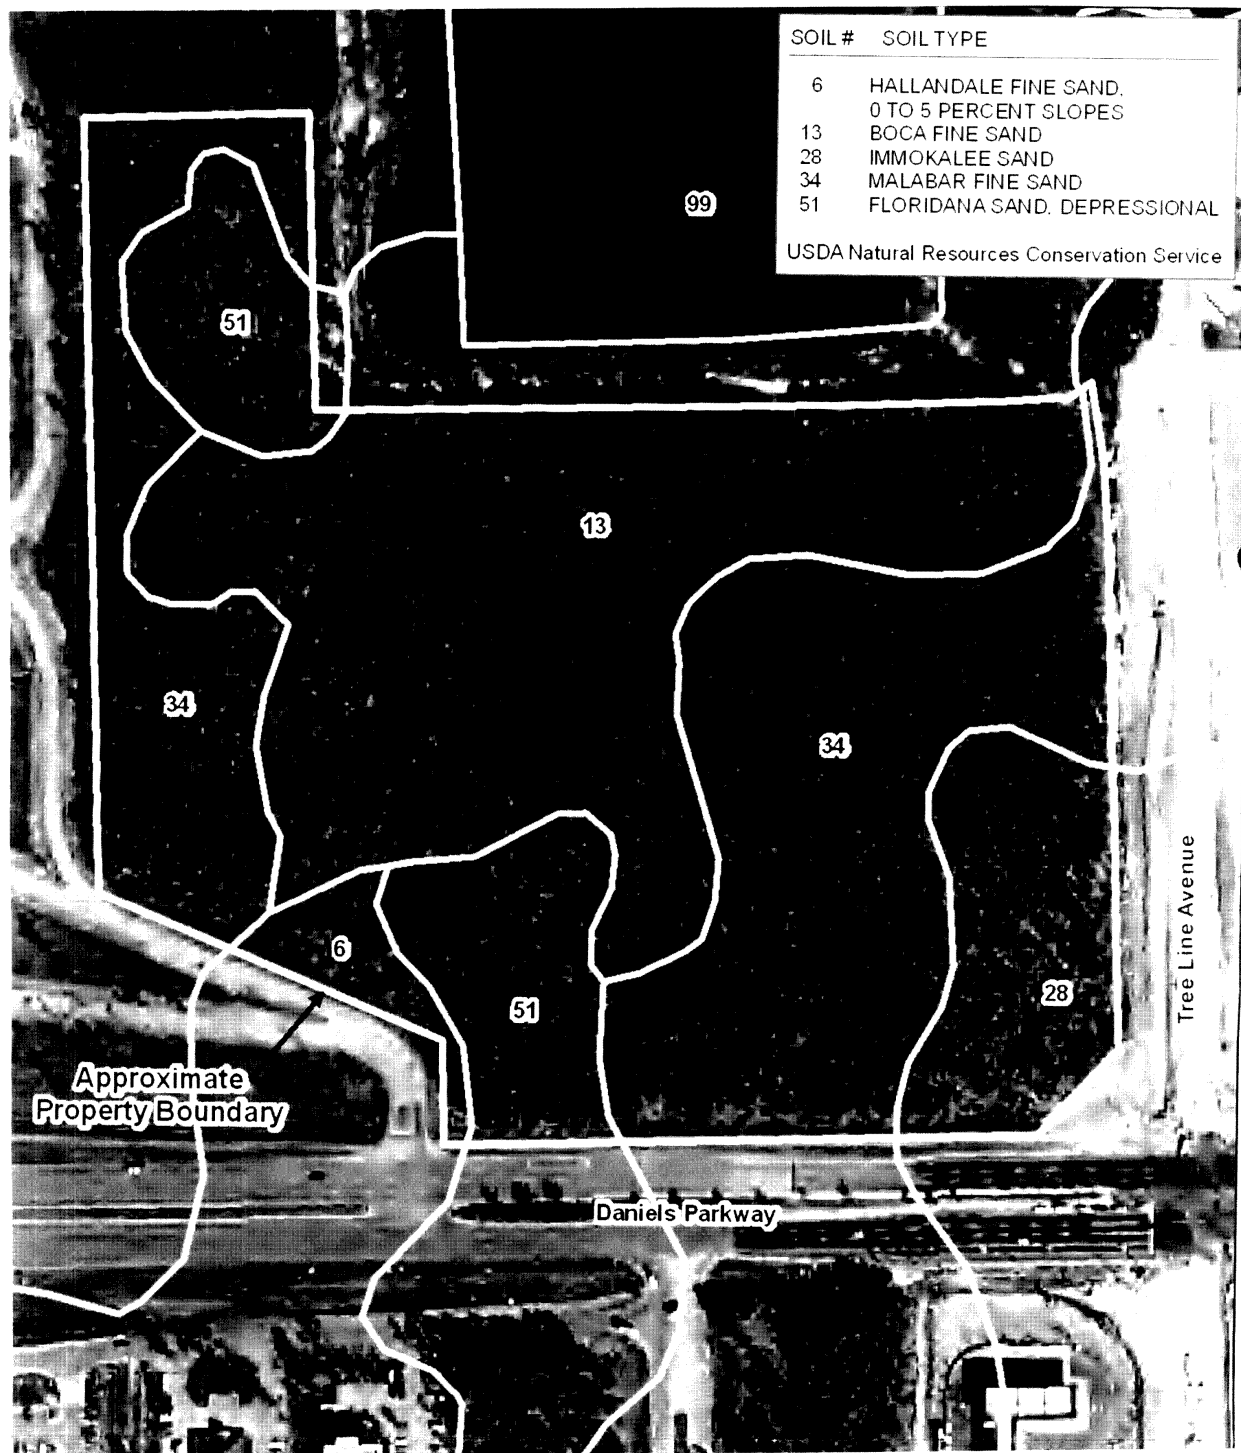 SOIL # SOIL TYPE
6 HALLANDALE FINE SAND,
0 TO 5 PERCENT SLOPES
13 BOCA FINE SAND
28 IMMOKALEE SAND
34 MALABAR FINE SAND
51 FLORIDANA SAND, DEPRESSIONAL
USDA Natural Resources Conservation Service
99
51
13
34
34
6
51
28
Tree Line Avenue
Approximate
Property Boundary
Daniels Parkway